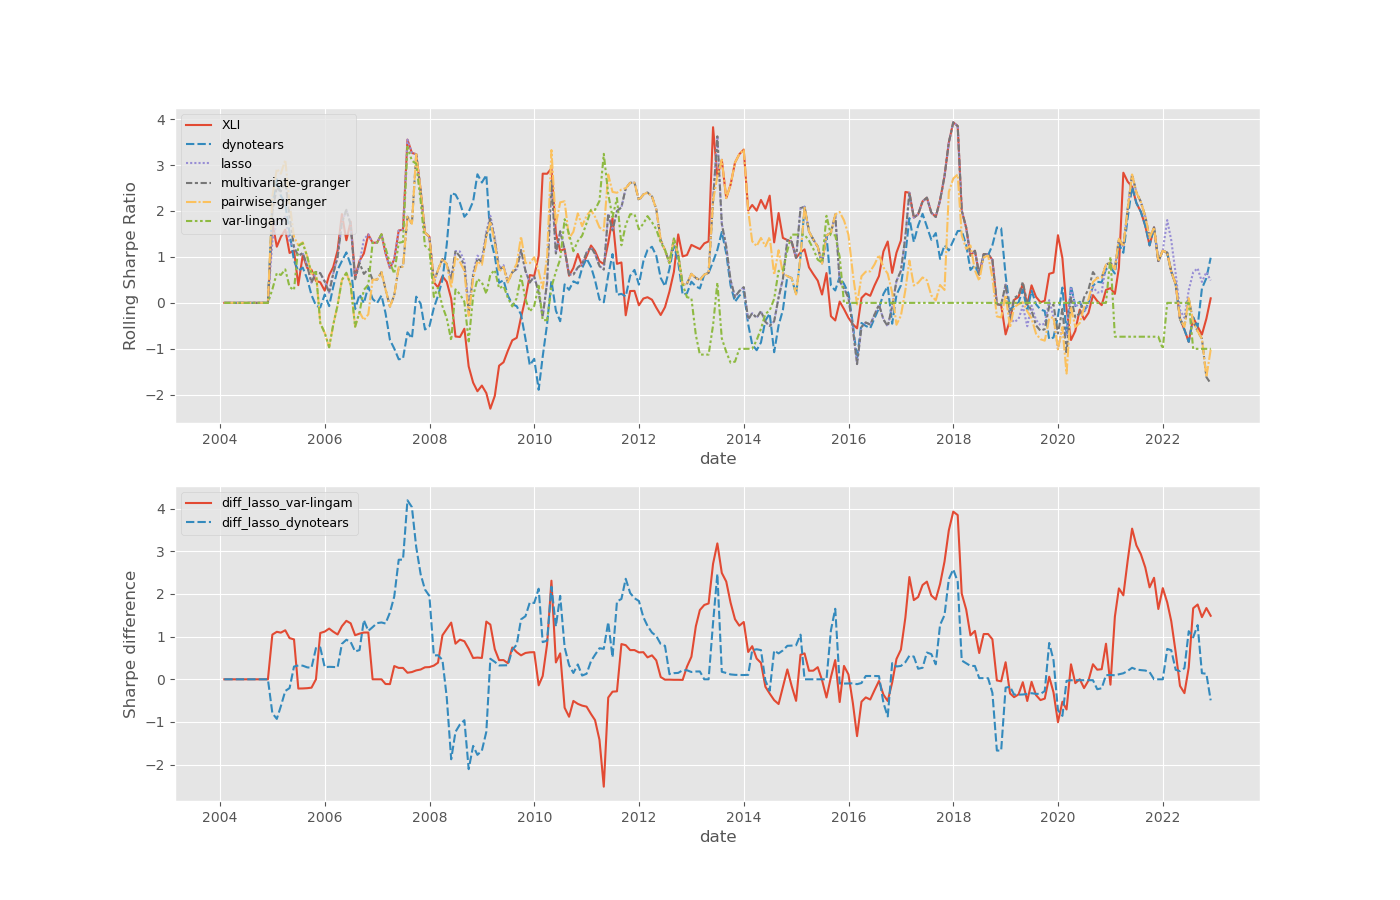 Rolling Sharpe Ratio
4
3
2
1
0
−1
−2
XLI
dynotears
lasso
multivariate-granger
pairwise-granger
var-lingam
2004 2006 2008 2010 2012 2014 2016 2018 2020 2022
date
Sharpe difference
4
3
2
1
0
−1
−2
diff_lasso_var-lingam
diff_lasso_dynotears
2004 2006 2008 2010 2012 2014 2016 2018 2020 2022
date